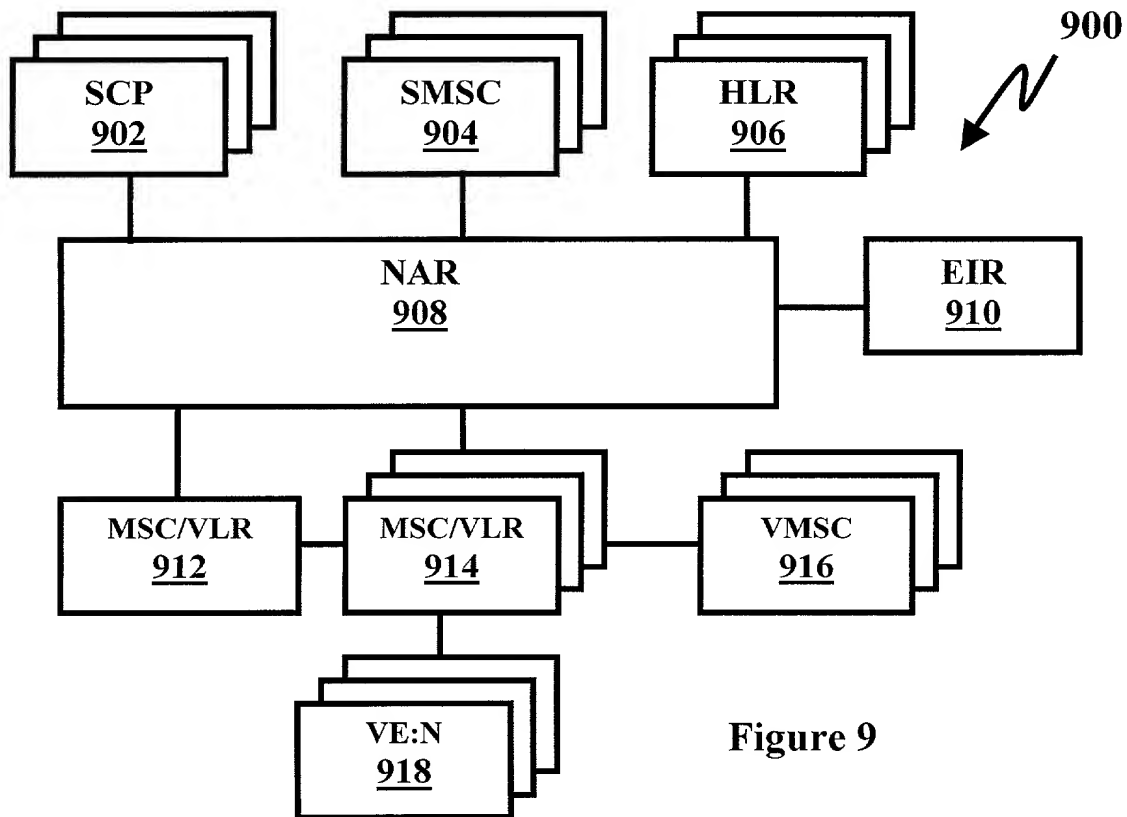 900
SCP
902
SMSC
904
HLR
906
NAR
908
EIR
910
MSC/VLR
912
MSC/VLR
914
VMSC
916
VE:N
918
Figure 9